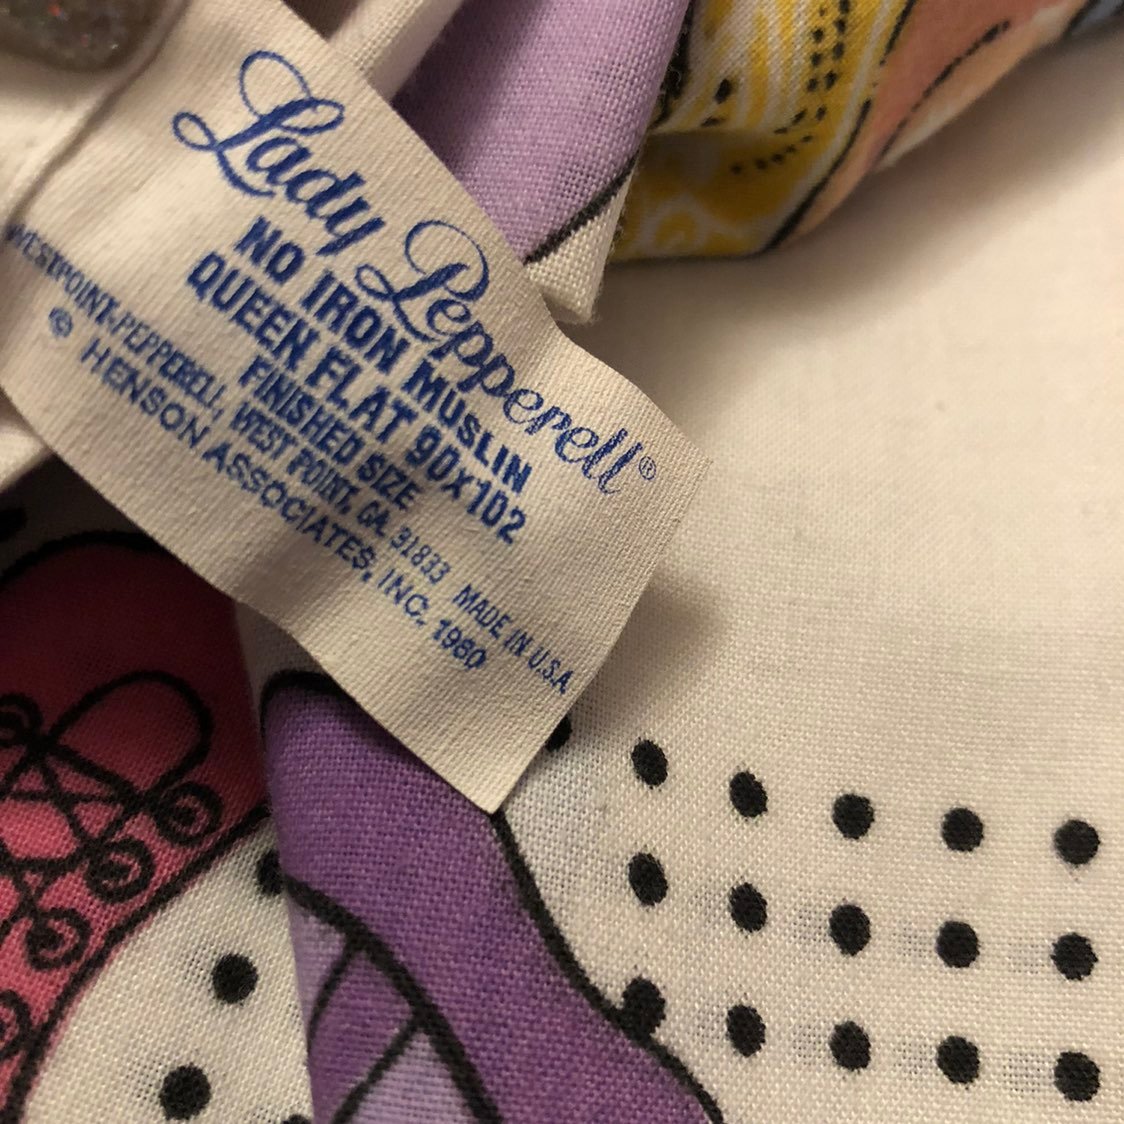 Lady Pepperell®
NO IRON MUSLIN
QUEEN FLAT 90x102
FINISHED SIZE
WESTPOINT-PEPPERELL, WEST POINT, GA. 31833 MADE IN U.S.A.
© HENSON ASSOCIATES, INC. 1980